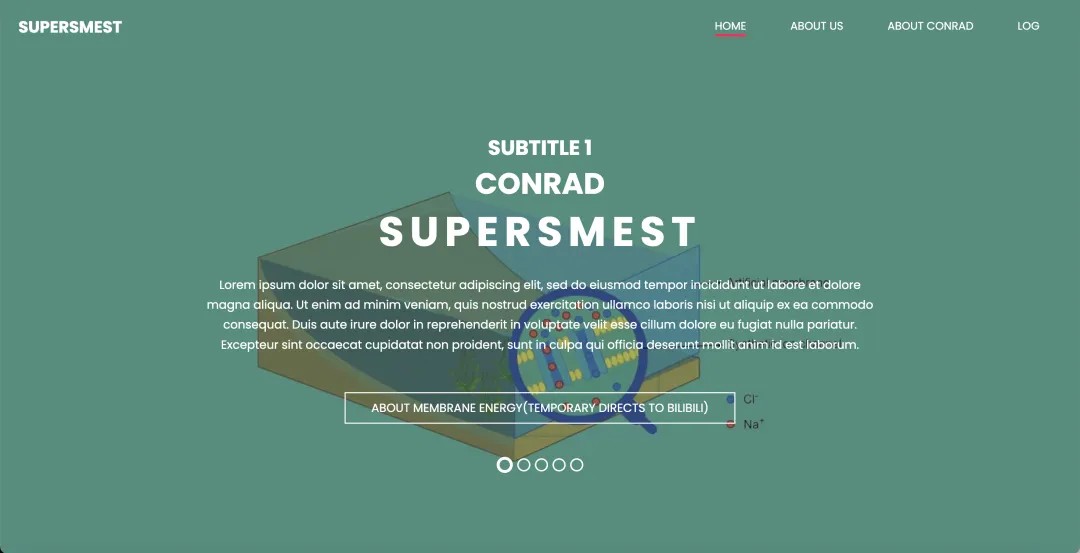 SUPERSMEST
HOME ABOUT US ABOUT CONRAD LOG
SUBTITLE 1
CONRAD
SUPERSMEST
Lorem ipsum dolor sit amet, consectetur adipiscing elit, sed do eiusmod tempor incididunt ut labore et dolore
magna aliqua. Ut enim ad minim veniam, quis nostrud exercitation ullamco laboris nisi ut aliquip ex ea commodo
consequat. Duis aute irure dolor in reprehenderit in voluptate velit esse cillum dolore eu fugiat nulla pariatur.
Excepteur sint occaecat cupidatat non proident, sunt in culpa qui officia deserunt mollit anim id est laborum.
ABOUT MEMBRANE ENERGY(TEMPORARY DIRECTS TO BILIBILI)
Cl⁻
Na⁺